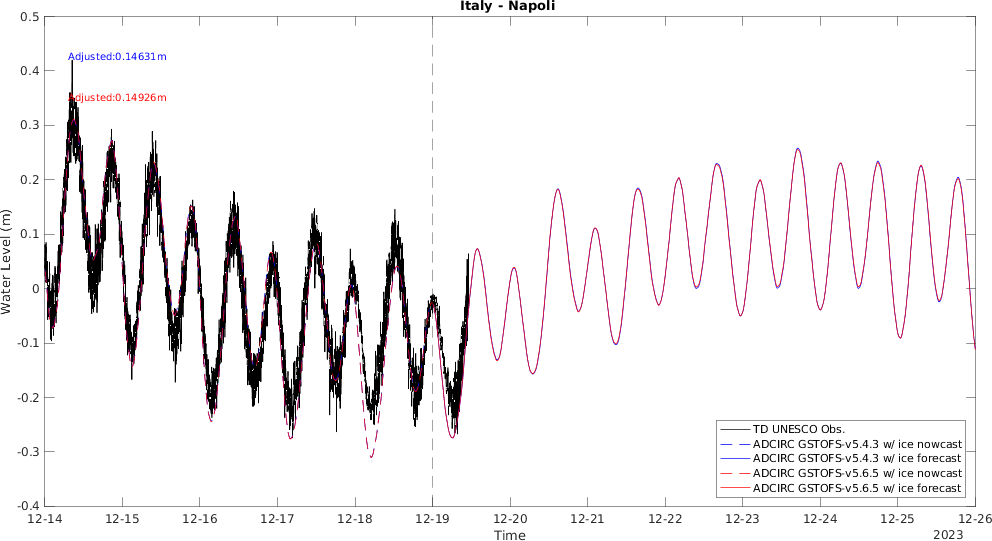 Italy - Napoli
0.5
Adjusted:0.14631m
0.4
Adjusted:0.14926m
0.3
0.2
0.1
0
-0.1
-0.2
-0.3
-0.4
Water Level (m)
TD UNESCO Obs.
ADCIRC GSTOFS-v5.4.3 w/ ice nowcast
ADCIRC GSTOFS-v5.4.3 w/ ice forecast
ADCIRC GSTOFS-v5.6.5 w/ ice nowcast
ADCIRC GSTOFS-v5.6.5 w/ ice forecast
12-14 12-15 12-16 12-17 12-18 12-19 12-20 12-21 12-22 12-23 12-24 12-25 12-26
Time
2023